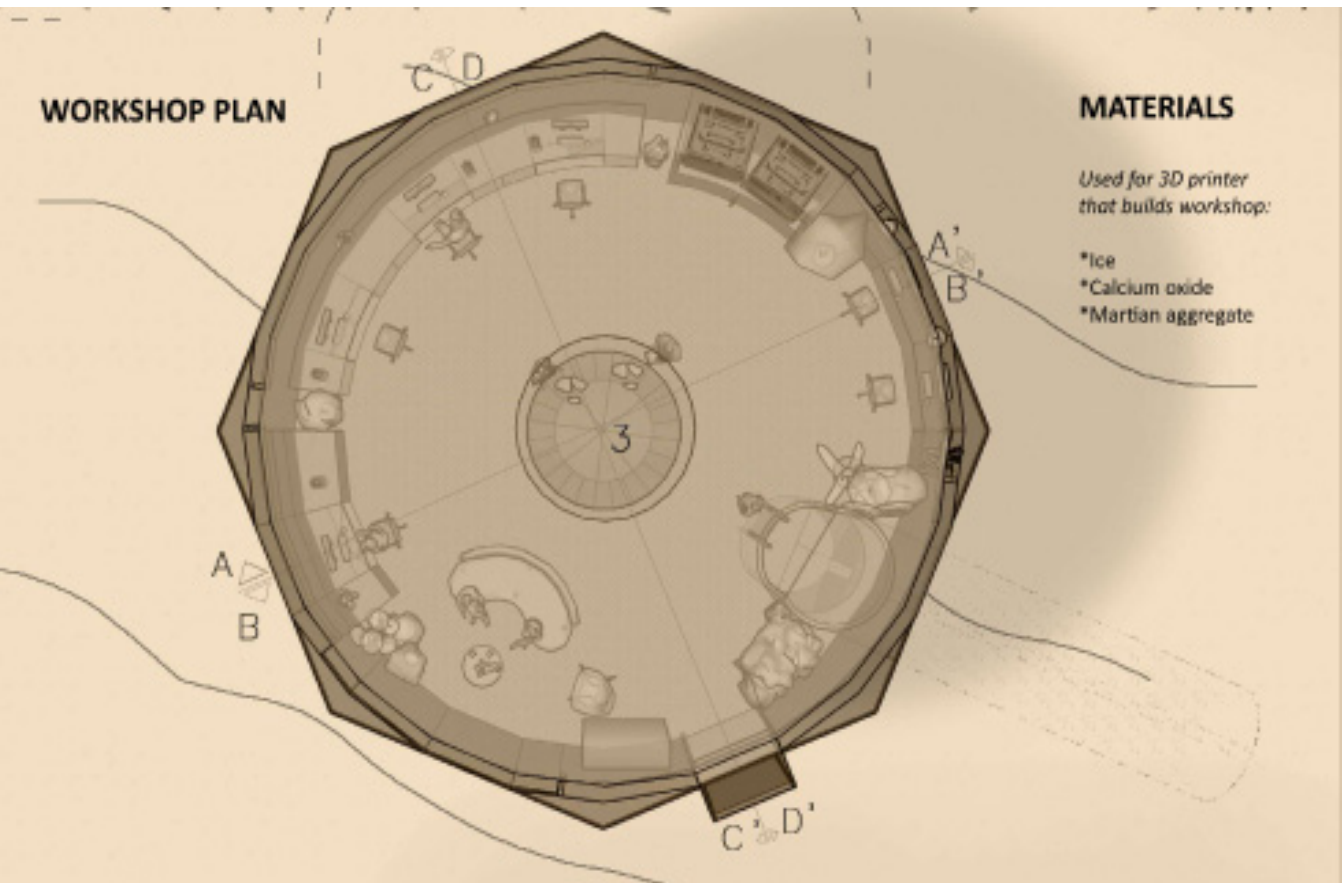 C D
WORKSHOP PLAN
MATERIALS
Used for 3D printer
that builds workshop:
*Ice
*Calcium oxide
*Martian aggregate
A'
B'
3
A
B
C' D'